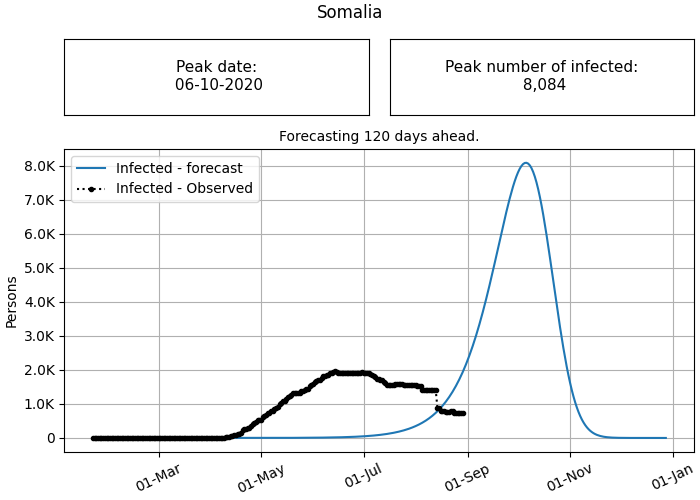 Somalia
Peak date:
06-10-2020
Peak number of infected:
8,084
Forecasting 120 days ahead.
Infected - forecast
Infected - Observed
8.0K
7.0K
6.0K
5.0K
4.0K
3.0K
2.0K
1.0K
0
Persons
01-Mar
01-May
01-Jul
01-Sep
01-Nov
01-Jan